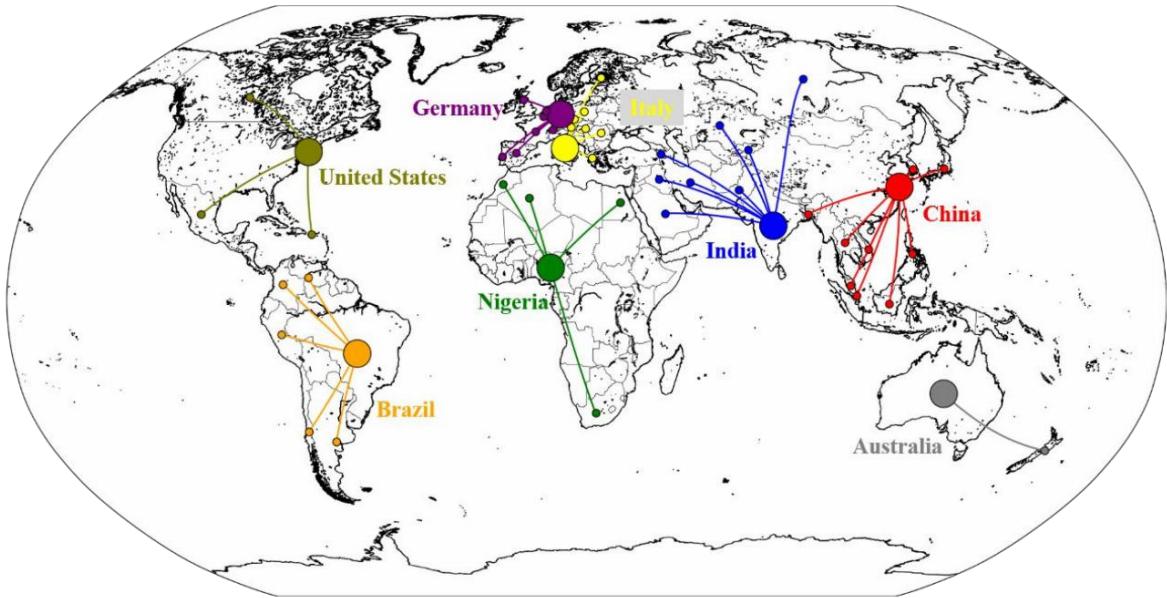 Germany
Italy
United States
China
India
Nigeria
Brazil
Australia